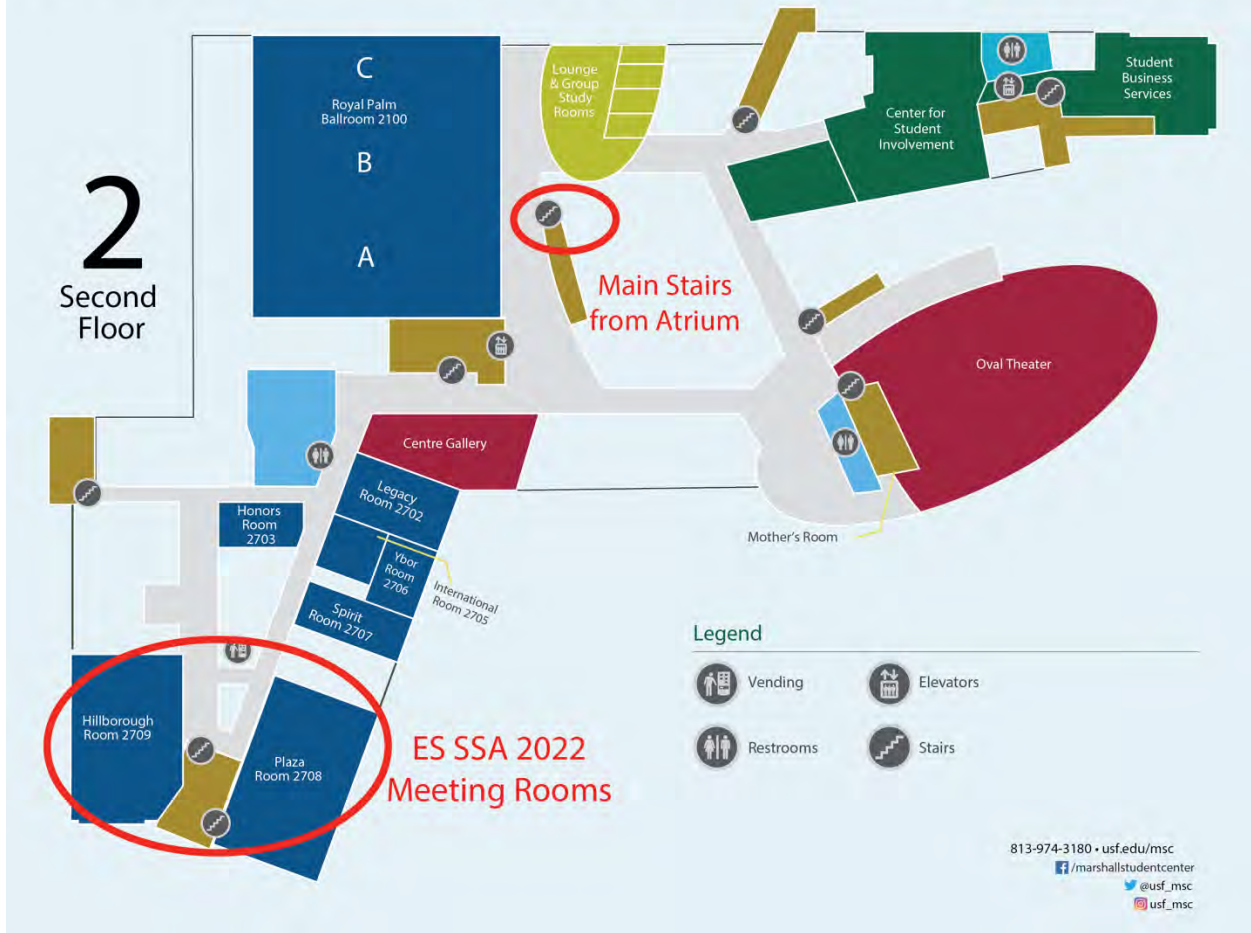 2
Second
Floor
C
Royal Palm
Ballroom 2100
B
A
Lounge
& Group
Study
Rooms
Center for
Student
Involvement
Student
Business
Services
Main Stairs
from Atrium
Oval Theater
Centre Gallery
Legacy
Room 2702
Honors
Room
2703
Ybor
Room
2706
International
Room 2705
Spirit
Room 2707
Mother's Room
Hillborough
Room 2709
Plaza
Room 2708
ES SSA 2022
Meeting Rooms
Legend
Vending
Elevators
Restrooms
Stairs
813-974-3180 • usf.edu/msc
/marshallstudentcenter
@usf_msc
usf_msc